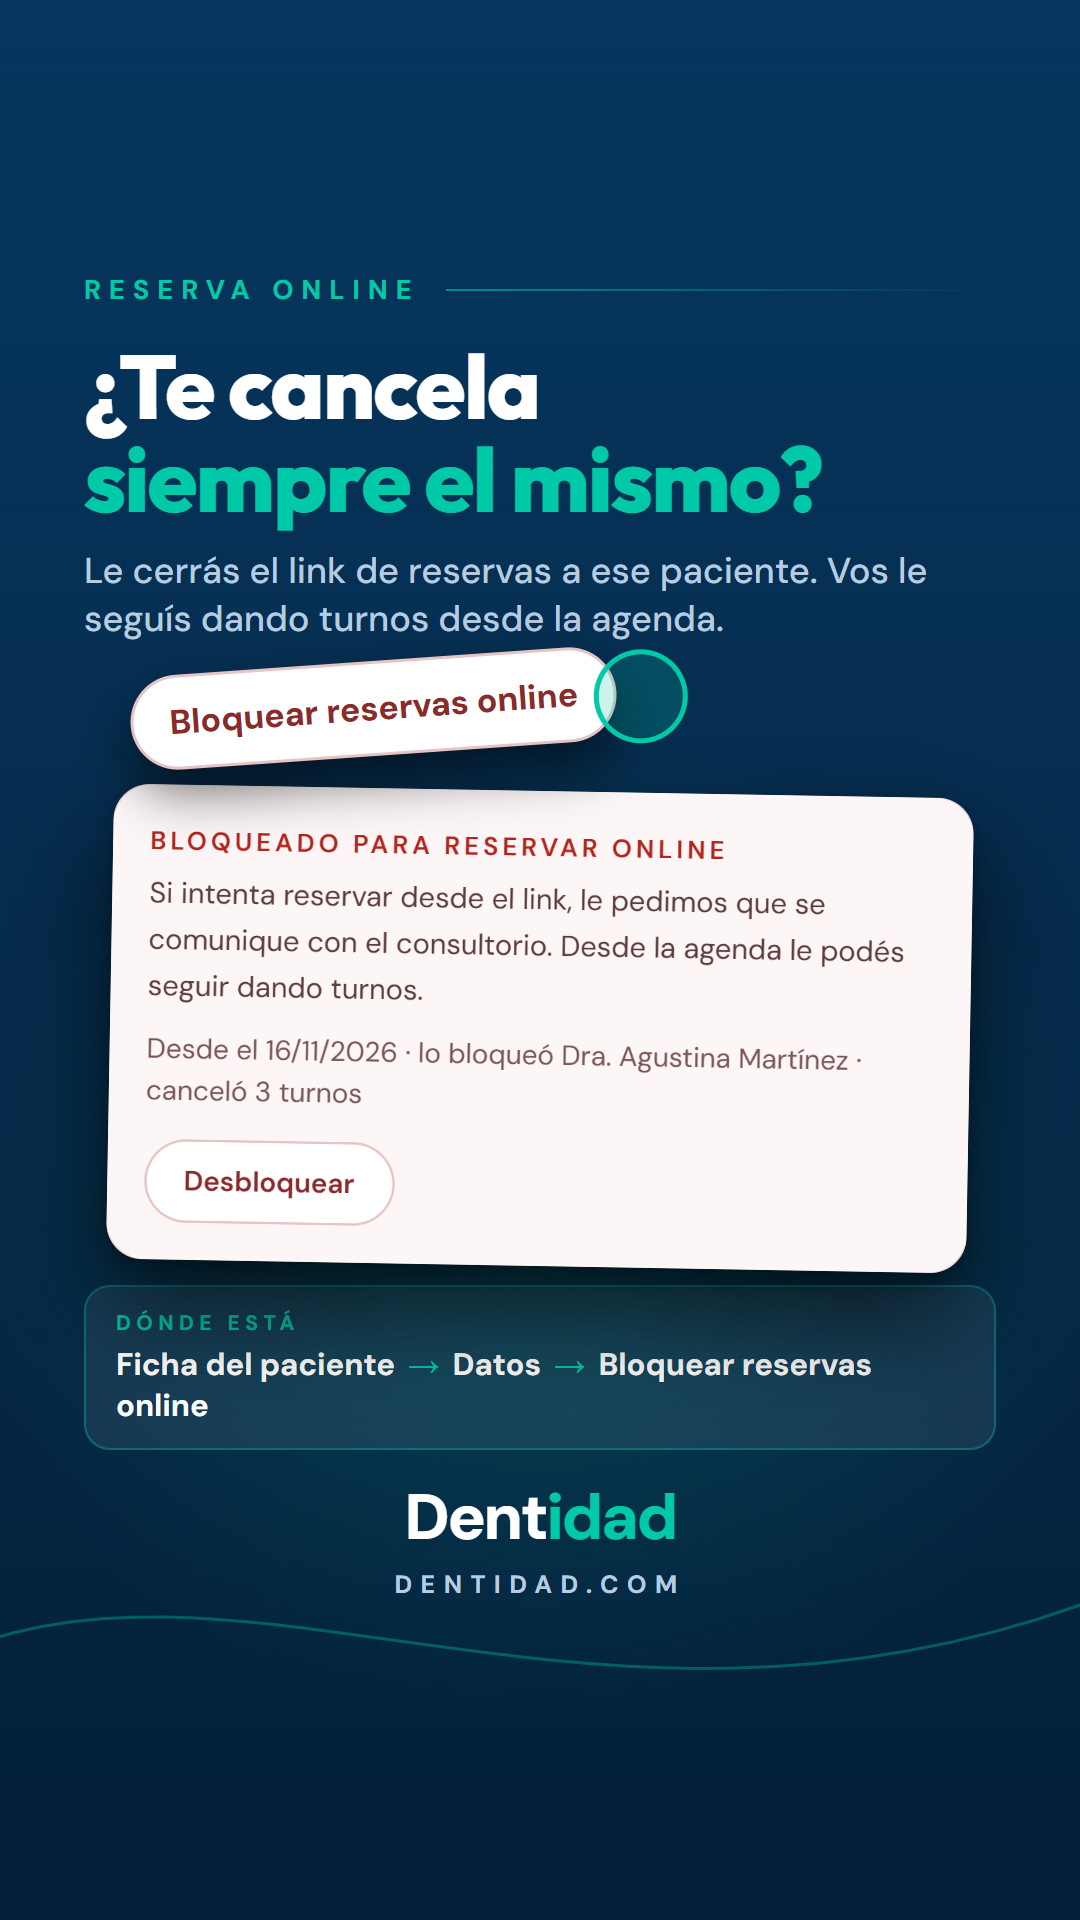 RESERVA ONLINE
¿Te cancela
siempre el mismo?
Le cerrás el link de reservas a ese paciente. Vos le
seguís dando turnos desde la agenda.
Bloquear reservas online
BLOQUEADO PARA RESERVAR ONLINE
Si intenta reservar desde el link, le pedimos que se
comunique con el consultorio. Desde la agenda le podés
seguir dando turnos.
Desde el 16/11/2026 · lo bloqueó Dra. Agustina Martínez ·
canceló 3 turnos
Desbloquear
DÓNDE ESTÁ
Ficha del paciente → Datos → Bloquear reservas
online
Dentidad
DENTIDAD.COM